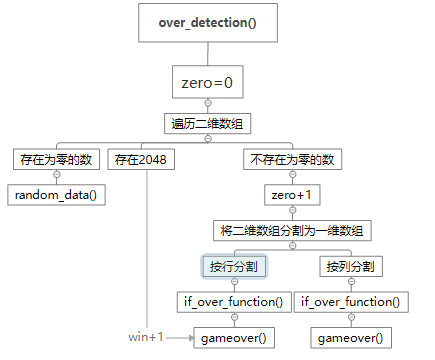 over_detection()
zero=0
遍历二维数组
存在为零的数
存在2048
不存在为零的数
random_data()
zero+1
将二维数组分割为一维数组
按行分割
按列分割
if_over_function()
if_over_function()
win+1
gameover()
gameover()